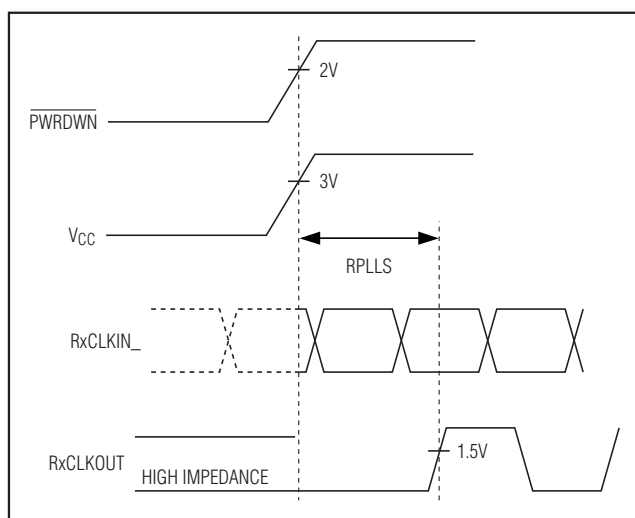 2V
PWRDWN
3V
VCC
RPLLS
RxCLKIN_
RxCLKOUT
1.5V
HIGH IMPEDANCE